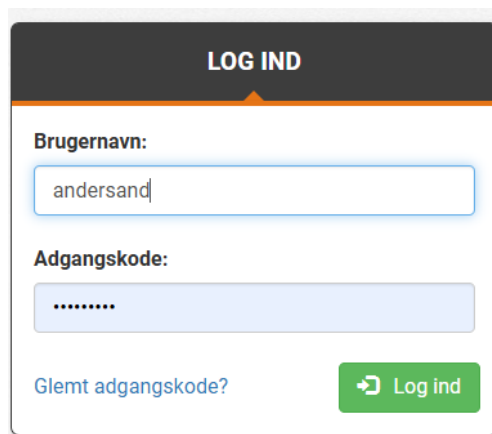 LOG IND
Brugernavn:
andersand
Adgangskode:
•••••••••
Glemt adgangskode?
Log ind